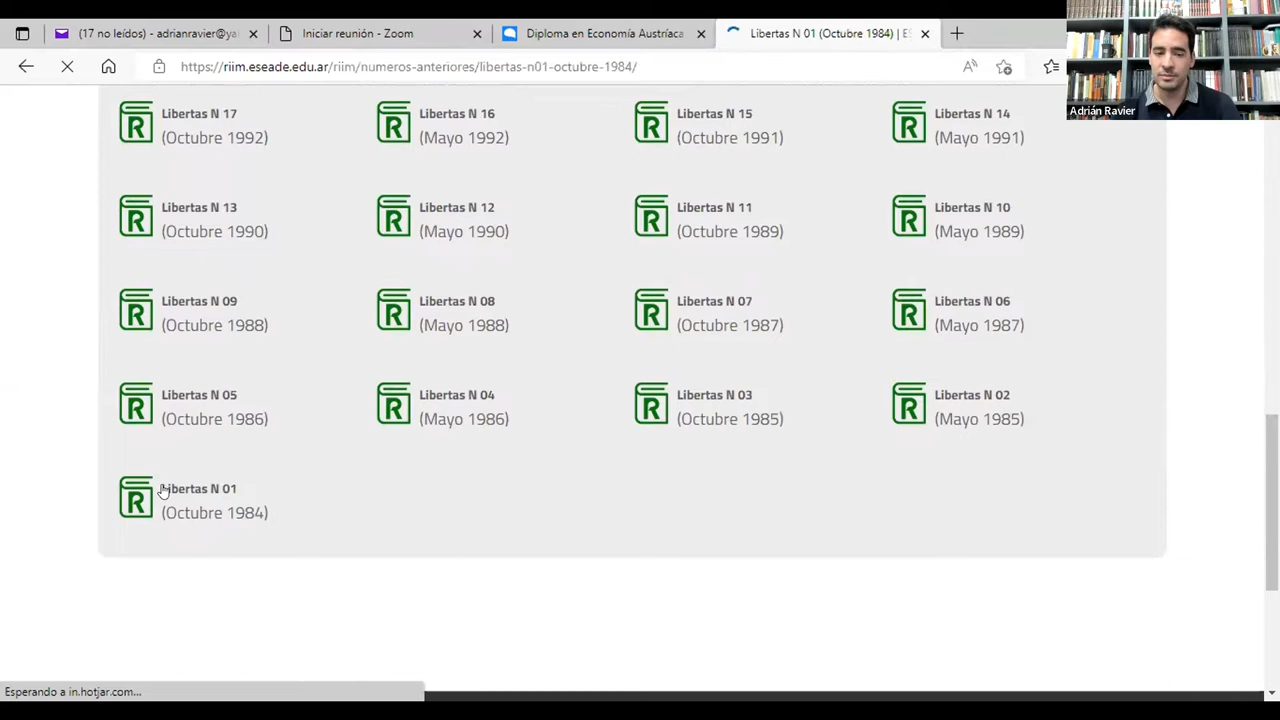 (17 no leídos) - adrianravier@ya
Iniciar reunión - Zoom
Diploma en Economía Austríaca
Libertas N 01 (Octubre 1984) | ES
https://riim.eseade.edu.ar/riim/numeros-anteriores/libertas-n01-octubre-1984/
Adrián Ravier
Libertas N 17
(Octubre 1992)
Libertas N 16
(Mayo 1992)
Libertas N 15
(Octubre 1991)
Libertas N 14
(Mayo 1991)
Libertas N 13
(Octubre 1990)
Libertas N 12
(Mayo 1990)
Libertas N 11
(Octubre 1989)
Libertas N 10
(Mayo 1989)
Libertas N 09
(Octubre 1988)
Libertas N 08
(Mayo 1988)
Libertas N 07
(Octubre 1987)
Libertas N 06
(Mayo 1987)
Libertas N 05
(Octubre 1986)
Libertas N 04
(Mayo 1986)
Libertas N 03
(Octubre 1985)
Libertas N 02
(Mayo 1985)
Libertas N 01
(Octubre 1984)
Esperando a in.hotjar.com...